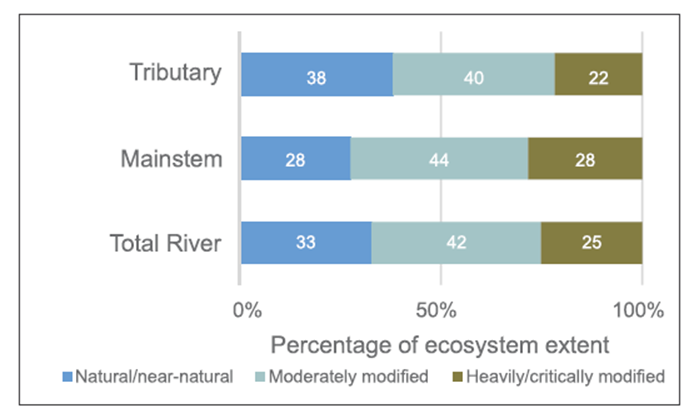 Tributary 38 40 22
Mainstem 28 44 28
Total River 33 42 25
0% 50% 100%
Percentage of ecosystem extent
Natural/near-natural Moderately modified Heavily/critically modified